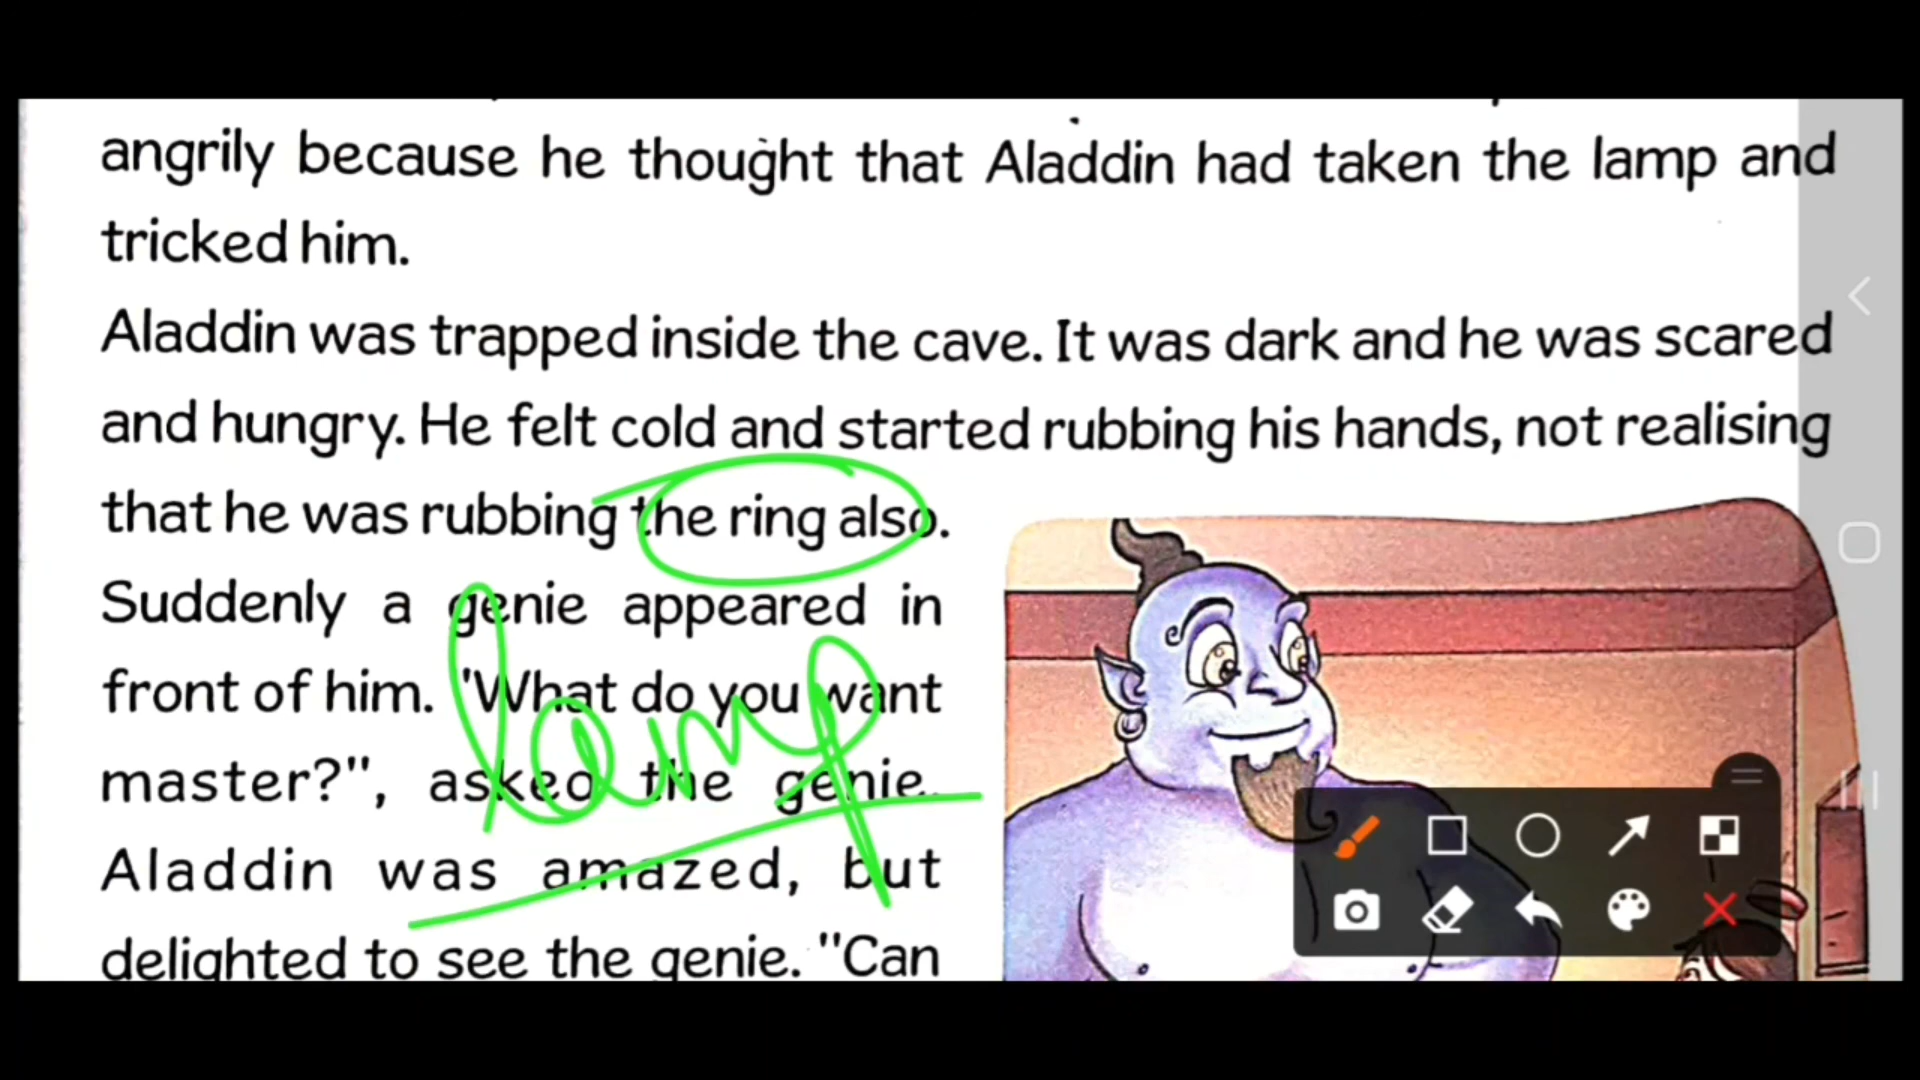 angrily because he thought that Aladdin had taken the lamp and
tricked him.
Aladdin was trapped inside the cave. It was dark and he was scared
and hungry. He felt cold and started rubbing his hands, not realising
that he was rubbing the ring also.
Suddenly a genie appeared in
front of him. 'What do you want
master?", asked the genie.
Aladdin was amazed, but
delighted to see the genie. "Can
lamp